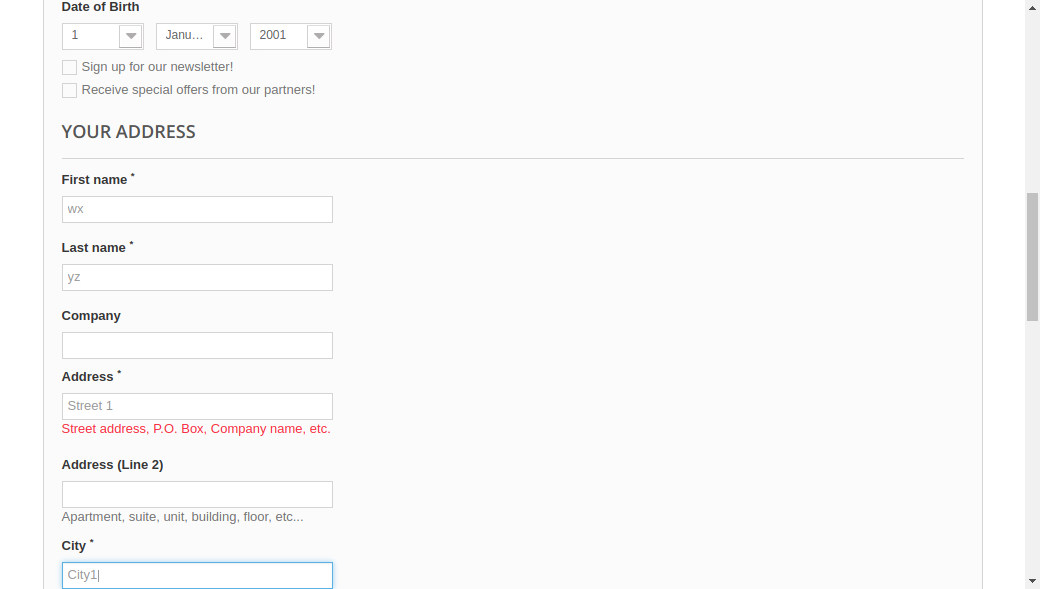 Date of Birth
1 Janu... 2001
Sign up for our newsletter!
Receive special offers from our partners!
YOUR ADDRESS
First name *
wx
Last name *
yz
Company
Address *
Street 1
Street address, P.O. Box, Company name, etc.
Address (Line 2)
Apartment, suite, unit, building, floor, etc...
City *
City1